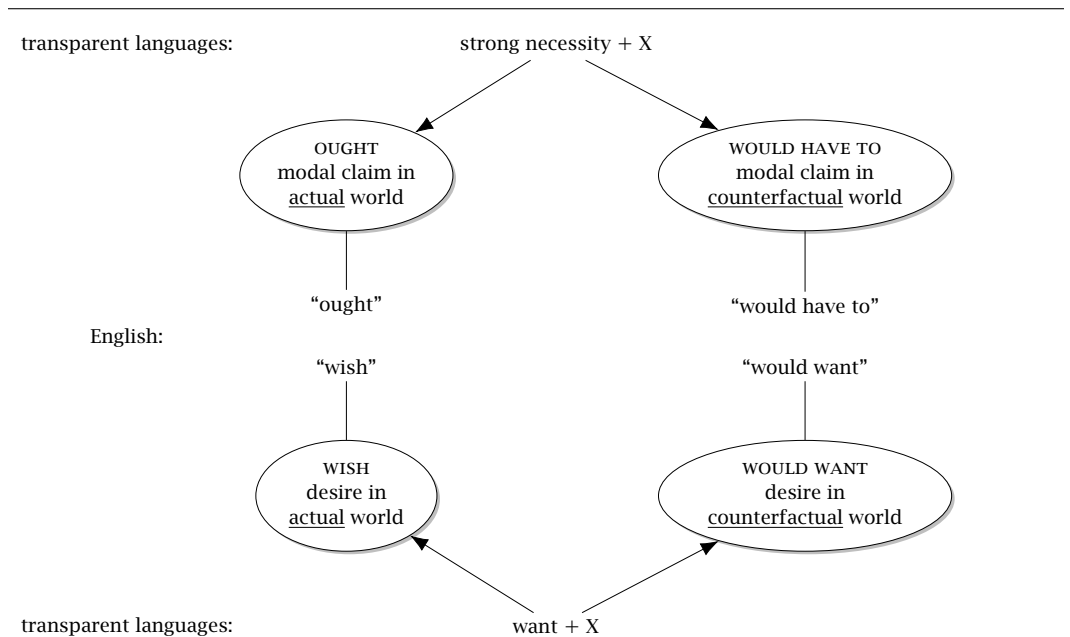 transparent languages: strong necessity + X
OUGHT WOULD HAVE TO
modal claim in modal claim in
actual world counterfactual world
“ought” “would have to”
English:
“wish” “would want”
WISH WOULD WANT
desire in desire in
actual world counterfactual world
transparent languages: want + X